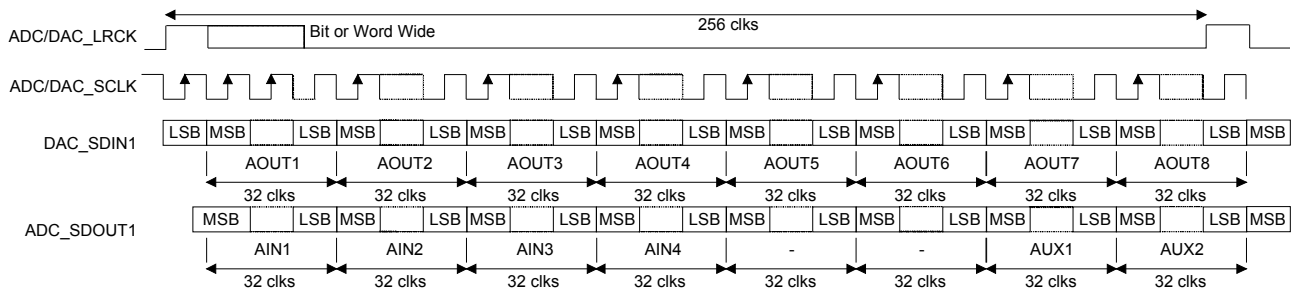 256 clks
ADC/DAC_LRCK Bit or Word Wide
ADC/DAC_SCLK
DAC_SDIN1 LSB MSB LSB MSB LSB MSB LSB MSB LSB MSB LSB MSB LSB MSB LSB MSB LSB MSB
AOUT1 AOUT2 AOUT3 AOUT4 AOUT5 AOUT6 AOUT7 AOUT8
32 clks 32 clks 32 clks 32 clks 32 clks 32 clks 32 clks 32 clks
ADC_SDOUT1 MSB LSB MSB LSB MSB LSB MSB LSB MSB LSB MSB LSB MSB LSB MSB LSB MSB
AIN1 AIN2 AIN3 AIN4 - - AUX1 AUX2
32 clks 32 clks 32 clks 32 clks 32 clks 32 clks 32 clks 32 clks